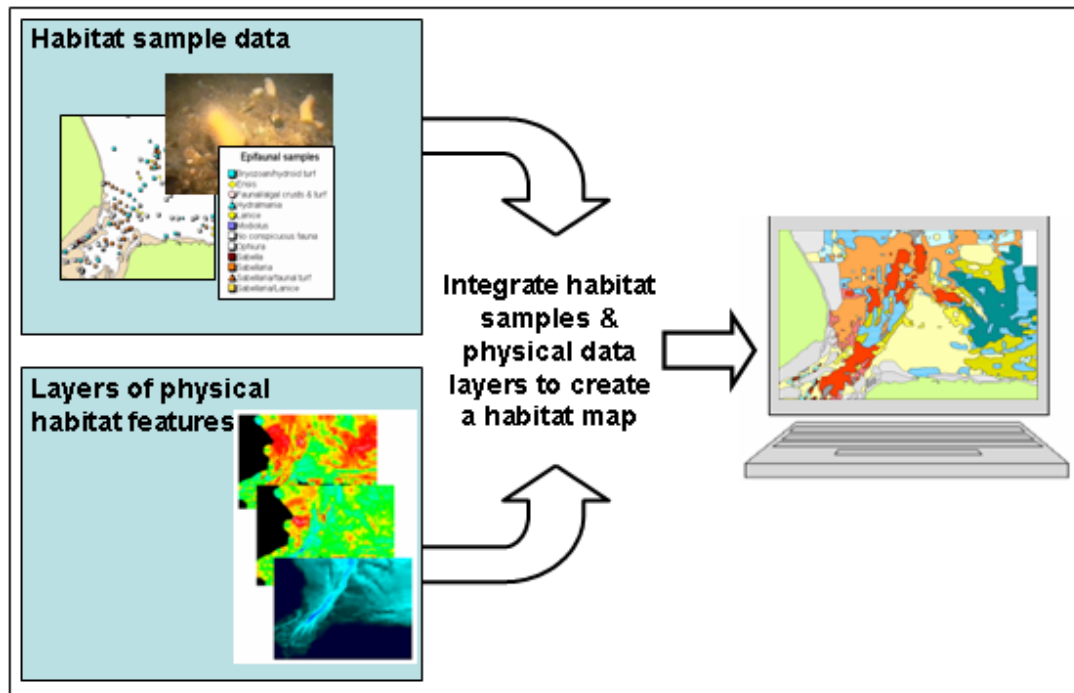 Habitat sample data
Epifaunal samples
Bryozoan/hydroid turf
Ensis
Faunal/algal crusts & turf
Hydralmania
Lanice
Modiolus
No conspicuous fauna
Ophiura
Sabella
Sabellaria
Sabellaria/faunal turf
Sabellaria/Lanice
Integrate habitat
samples &
physical data
layers to create
a habitat map
Layers of physical
habitat features